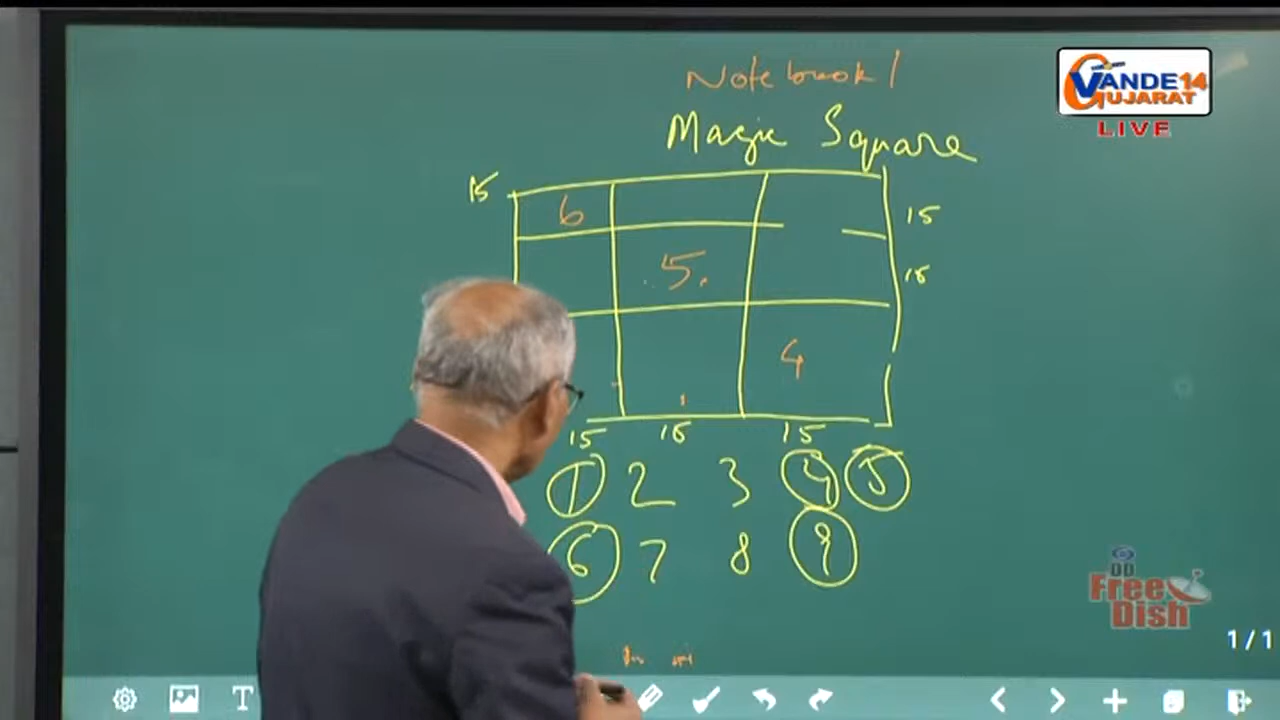 Notebook 1
VANDE 14
GUJARAT
LIVE
Magic Square
15
6
15
5.
15
4
15 15 15
1 2 3 4 5
6 7 8 9
DD
Free
Dish
1/1
T